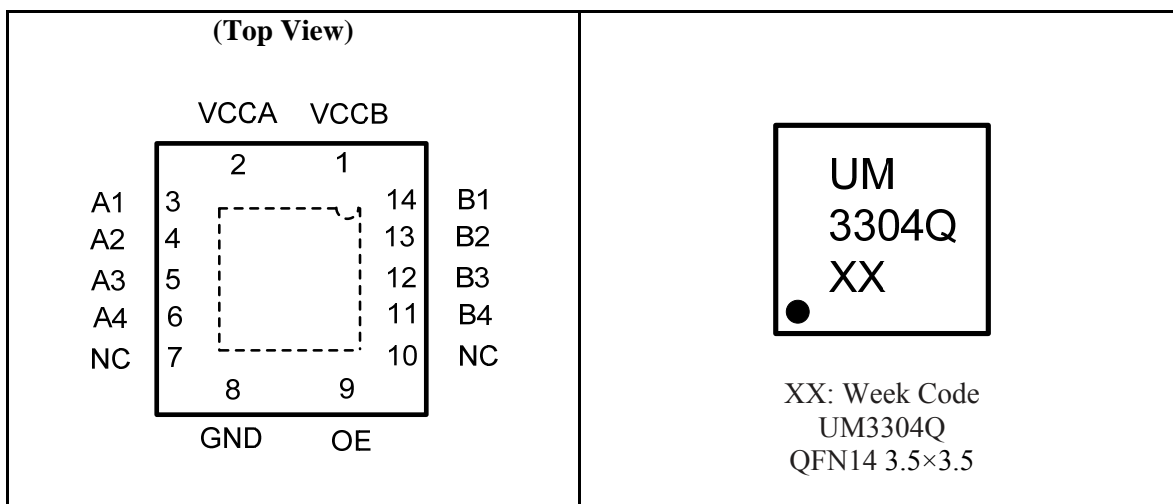 (Top View)
VCCA VCCB
2 1
A1 3 14 B1
A2 4 13 B2
A3 5 12 B3
A4 6 11 B4
NC 7 10 NC
8 9
GND OE
UM
3304Q
XX
XX: Week Code
UM3304Q
QFN14 3.5×3.5